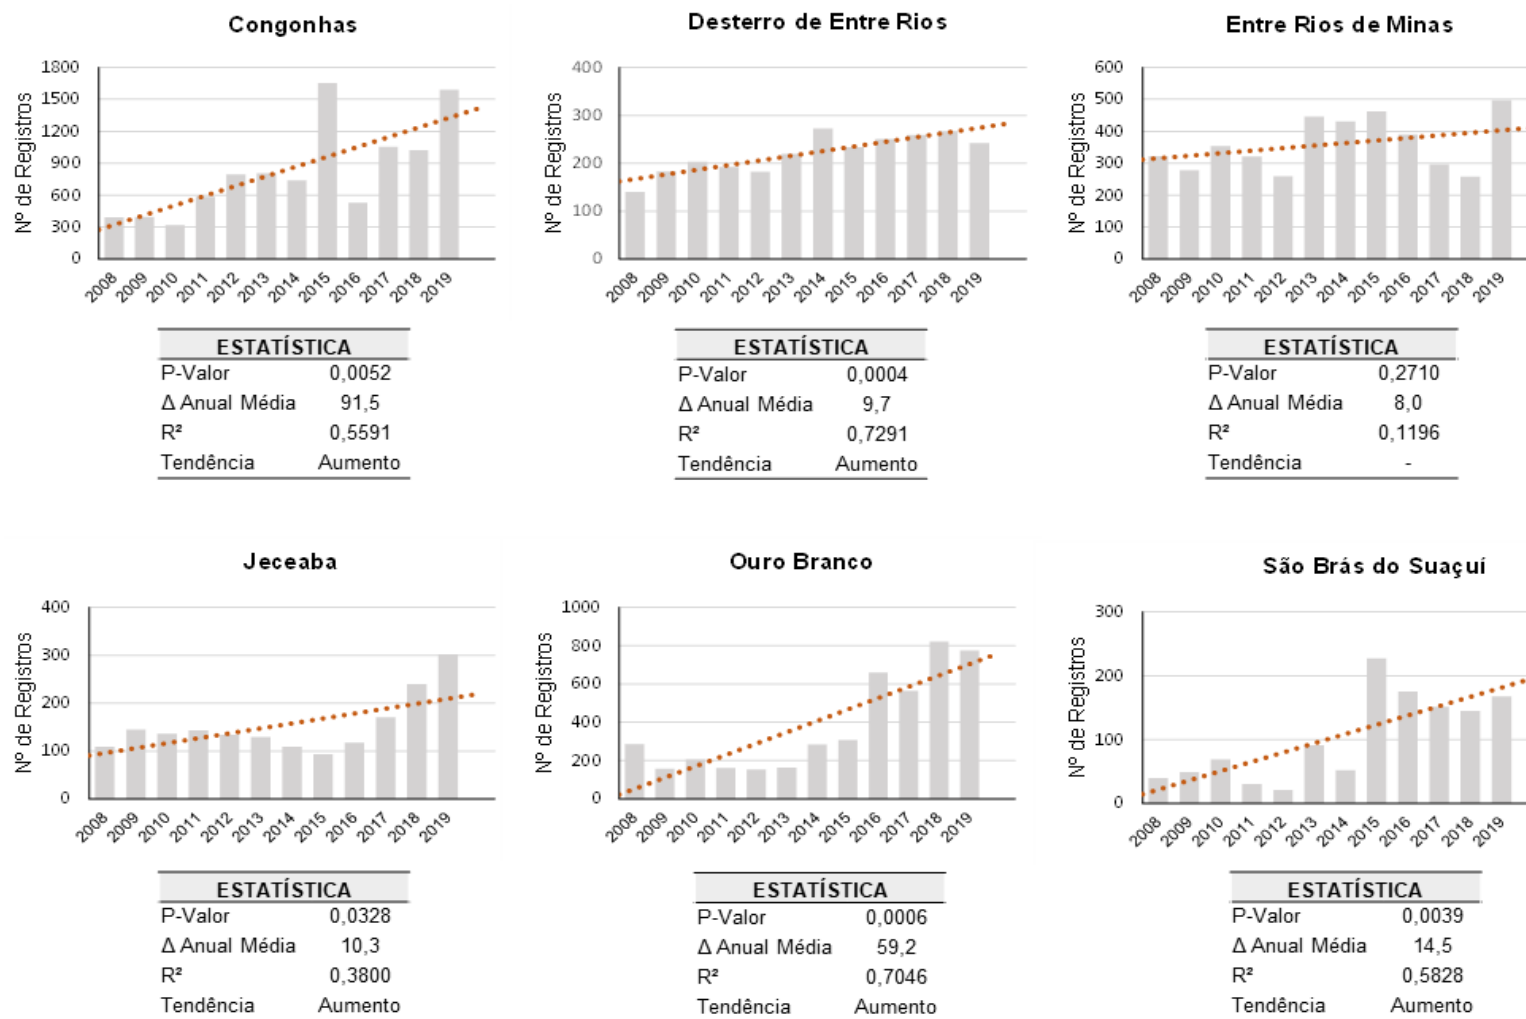 Congonhas
Nº de Registros
1800
1500
1200
900
600
300
0
2008 2009 2010 2011 2012 2013 2014 2015 2016 2017 2018 2019
ESTATÍSTICA
P-Valor 0,0052
Δ Anual Média 91,5
R² 0,5591
Tendência Aumento
Desterro de Entre Rios
Nº de Registros
400
300
200
100
0
2008 2009 2010 2011 2012 2013 2014 2015 2016 2017 2018 2019
ESTATÍSTICA
P-Valor 0,0004
Δ Anual Média 9,7
R² 0,7291
Tendência Aumento
Entre Rios de Minas
Nº de Registros
600
500
400
300
200
100
0
2008 2009 2010 2011 2012 2013 2014 2015 2016 2017 2018 2019
ESTATÍSTICA
P-Valor 0,2710
Δ Anual Média 8,0
R² 0,1196
Tendência -
Jeceaba
Nº de Registros
400
300
200
100
0
2008 2009 2010 2011 2012 2013 2014 2015 2016 2017 2018 2019
ESTATÍSTICA
P-Valor 0,0328
Δ Anual Média 10,3
R² 0,3800
Tendência Aumento
Ouro Branco
Nº de Registros
1000
800
600
400
200
0
2008 2009 2010 2011 2012 2013 2014 2015 2016 2017 2018 2019
ESTATÍSTICA
P-Valor 0,0006
Δ Anual Média 59,2
R² 0,7046
Tendência Aumento
São Brás do Suaçuí
Nº de Registros
300
200
100
0
2008 2009 2010 2011 2012 2013 2014 2015 2016 2017 2018 2019
ESTATÍSTICA
P-Valor 0,0039
Δ Anual Média 14,5
R² 0,5828
Tendência Aumento